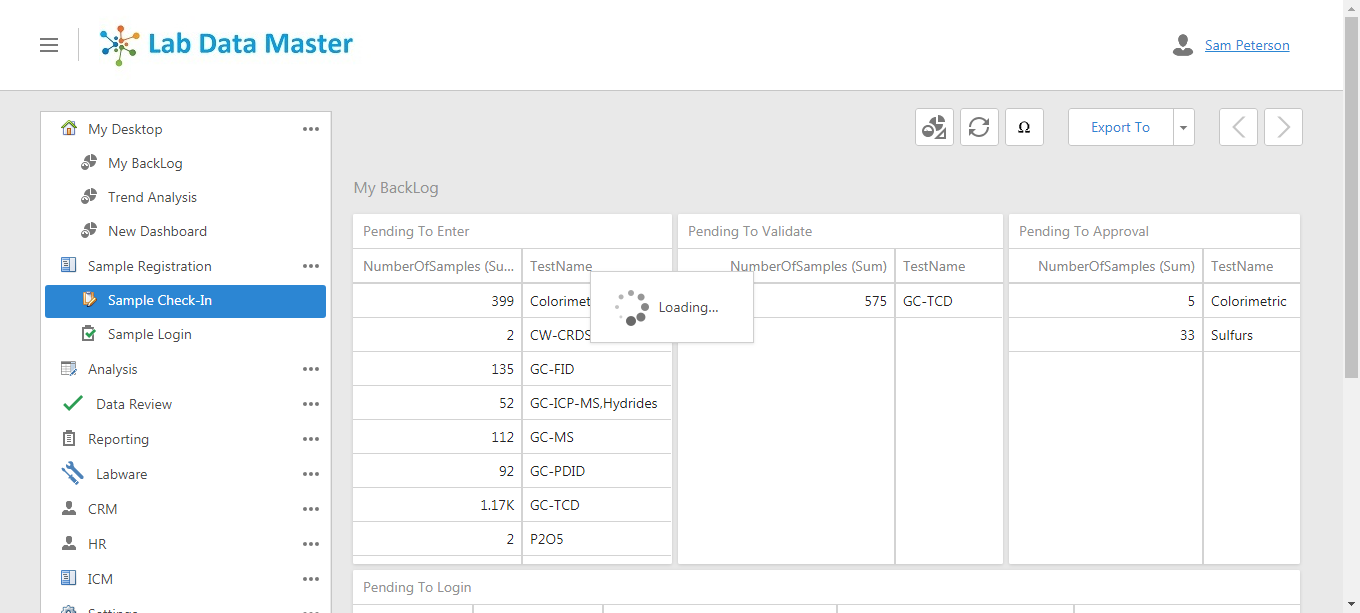 Lab Data Master
Sam Peterson
My Desktop
My BackLog
Trend Analysis
New Dashboard
Sample Registration
Sample Check-In
Sample Login
Analysis
Data Review
Reporting
Labware
CRM
HR
ICM
Settings
Ω
Export To
My BackLog
Pending To Enter
NumberOfSamples (Su... TestName
399 Colorimet
2 CW-CRDS
135 GC-FID
52 GC-ICP-MS,Hydrides
112 GC-MS
92 GC-PDID
1.17K GC-TCD
2 P2O5
Loading...
Pending To Validate
NumberOfSamples (Sum) TestName
575 GC-TCD
Pending To Approval
NumberOfSamples (Sum) TestName
5 Colorimetric
33 Sulfurs
Pending To Login